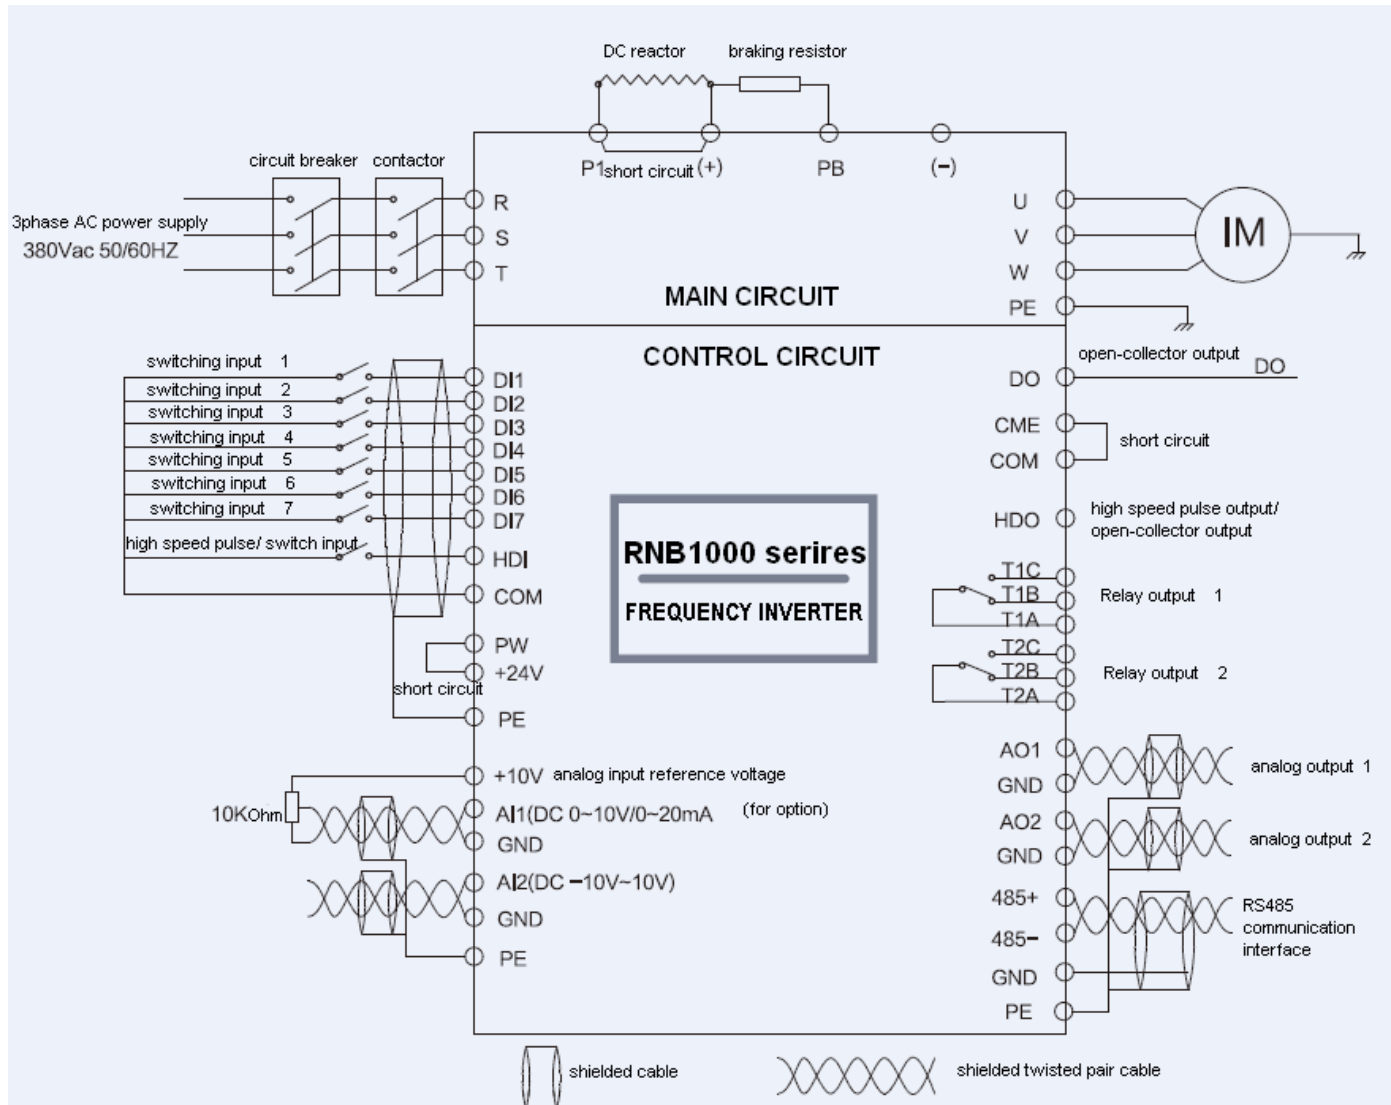 DC reactor
braking resistor
P1
short circuit
(+)
PB
(−)
circuit breaker
contactor
3phase AC power supply
380Vac 50/60HZ
R
S
T
U
V
W
PE
IM
MAIN CIRCUIT
CONTROL CIRCUIT
switching input 1
switching input 2
switching input 3
switching input 4
switching input 5
switching input 6
switching input 7
high speed pulse/ switch input
DI1
DI2
DI3
DI4
DI5
DI6
DI7
HDI
COM
PW
+24V
short circuit
PE
+10V analog input reference voltage
10KOhm
AI1(DC 0~10V/0~20mA
(for option)
GND
AI2(DC −10V~10V)
GND
PE
RNB1000 serires
FREQUENCY INVERTER
open-collector output
DO
DO
CME
COM
short circuit
HDO
high speed pulse output/
open-collector output
T1C
T1B
T1A
Relay output 1
T2C
T2B
T2A
Relay output 2
AO1
GND
analog output 1
AO2
GND
analog output 2
485+
485−
GND
PE
RS485
communication
interface
shielded cable
shielded twisted pair cable